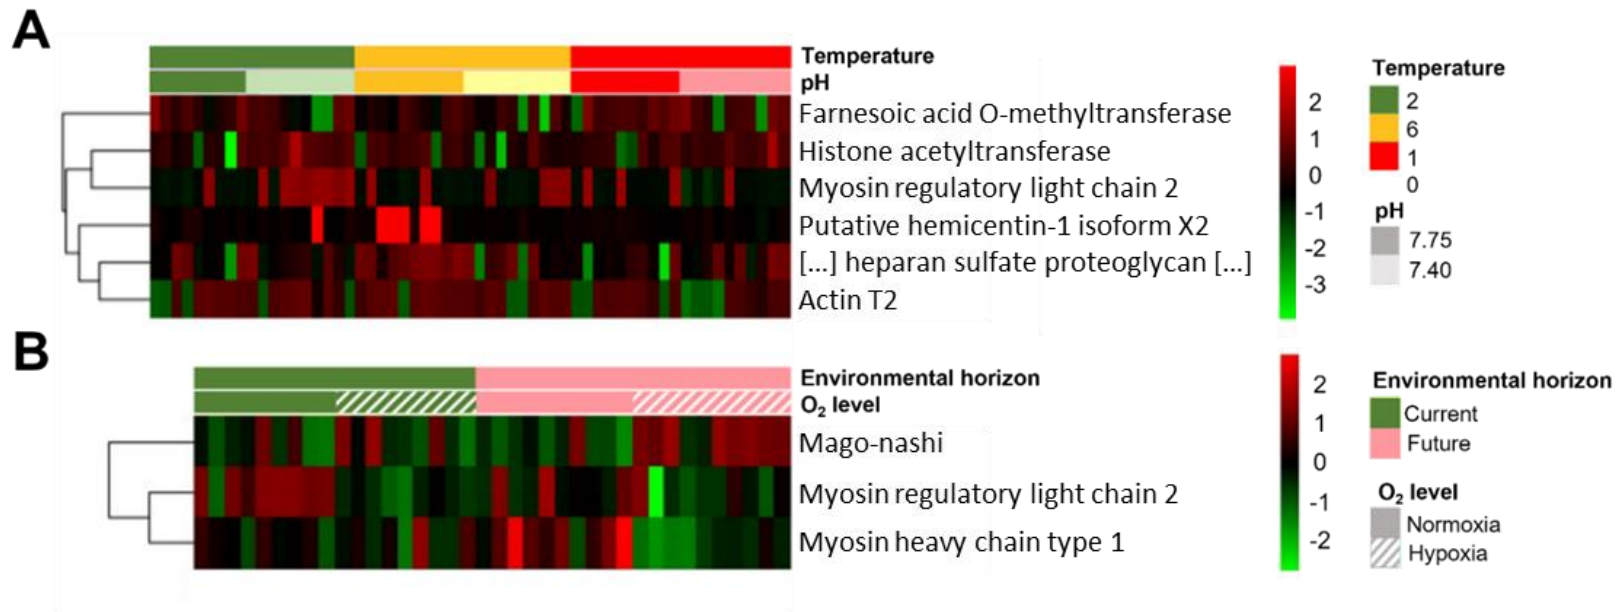 A
Temperature
pH
Farnesoic acid O-methyltransferase
Histone acetyltransferase
Myosin regulatory light chain 2
Putative hemicentin-1 isoform X2
[...] heparan sulfate proteoglycan [...]
Actin T2
2
1
0
-1
-2
-3
Temperature
2
6
1
0
pH
7.75
7.40
B
Environmental horizon
O₂ level
Mago-nashi
Myosin regulatory light chain 2
Myosin heavy chain type 1
2
1
0
-1
-2
Environmental horizon
Current
Future
O₂ level
Normoxia
Hypoxia